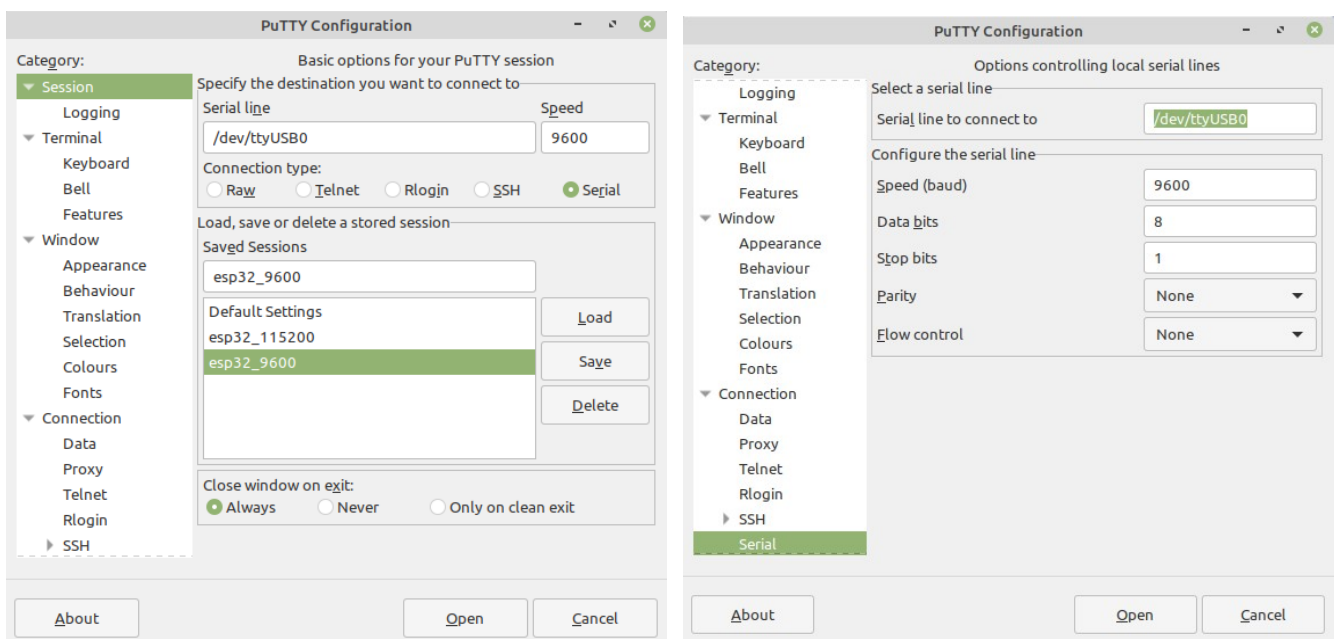 PuTTY Configuration
Category:
Session
Logging
Terminal
Keyboard
Bell
Features
Window
Appearance
Behaviour
Translation
Selection
Colours
Fonts
Connection
Data
Proxy
Telnet
Rlogin
SSH
Basic options for your PuTTY session
Specify the destination you want to connect to
Serial line Speed
/dev/ttyUSB0 9600
Connection type:
Raw Telnet Rlogin SSH Serial
Load, save or delete a stored session
Saved Sessions
esp32_9600
Default Settings
esp32_115200
esp32_9600
Load
Save
Delete
Close window on exit:
Always Never Only on clean exit
About Open Cancel
PuTTY Configuration
Category:
Logging
Terminal
Keyboard
Bell
Features
Window
Appearance
Behaviour
Translation
Selection
Colours
Fonts
Connection
Data
Proxy
Telnet
Rlogin
SSH
Serial
Options controlling local serial lines
Select a serial line
Serial line to connect to /dev/ttyUSB0
Configure the serial line
Speed (baud) 9600
Data bits 8
Stop bits 1
Parity None
Flow control None
About Open Cancel